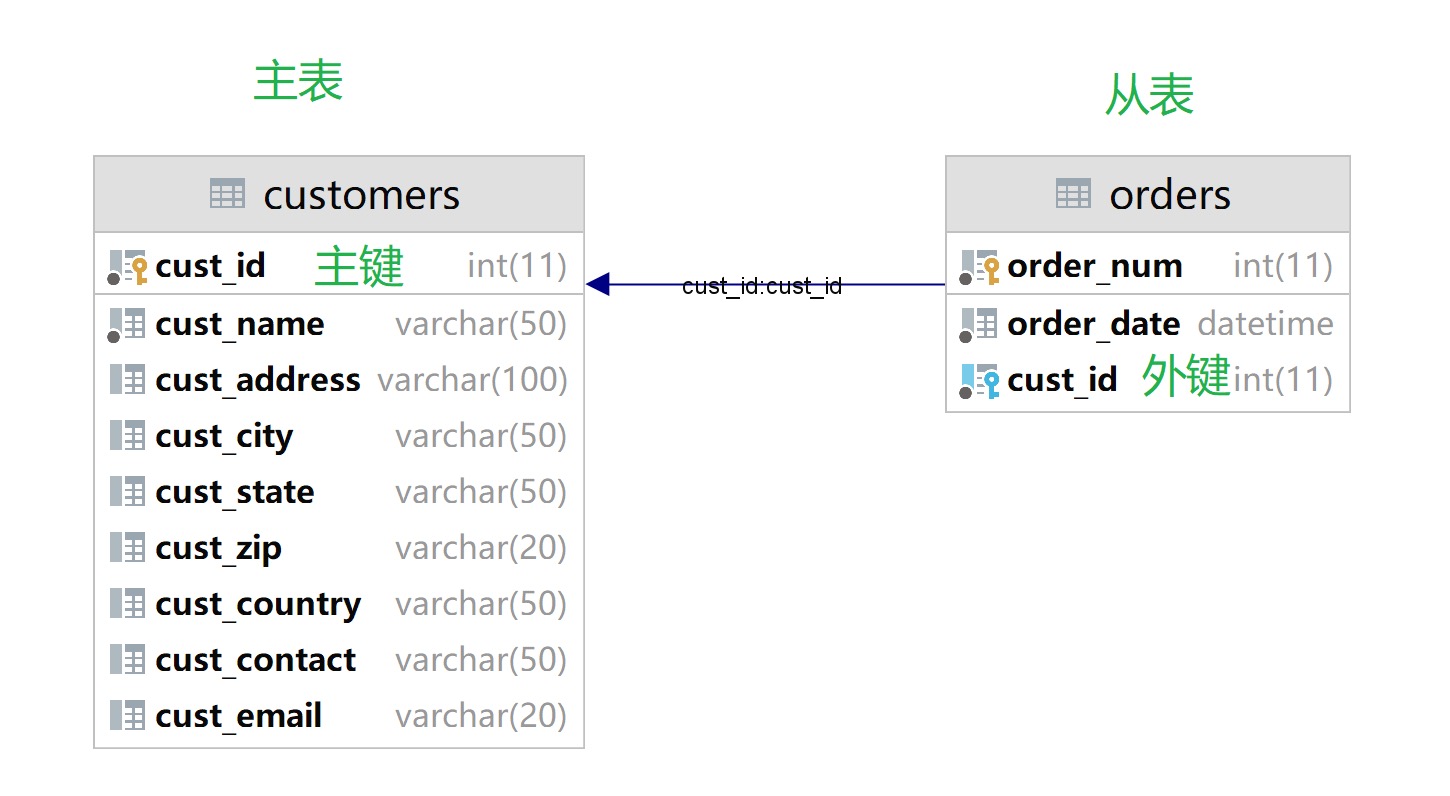 主表
从表
customers
cust_id 主键 int(11)
cust_name varchar(50)
cust_address varchar(100)
cust_city varchar(50)
cust_state varchar(50)
cust_zip varchar(20)
cust_country varchar(50)
cust_contact varchar(50)
cust_email varchar(20)
cust_id:cust_id
orders
order_num int(11)
order_date datetime
cust_id 外键 int(11)